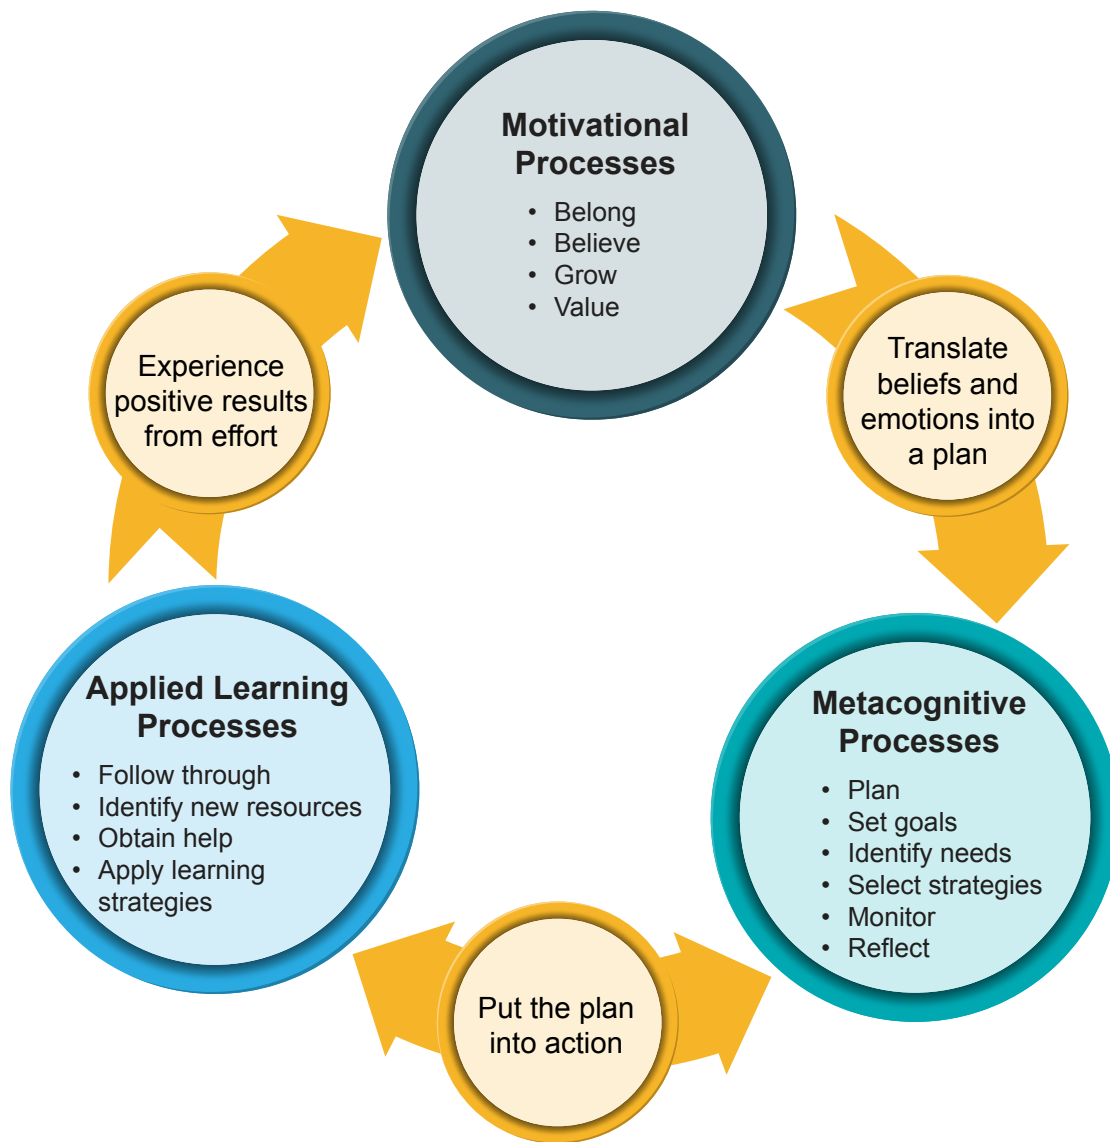 Motivational
Processes
• Belong
• Believe
• Grow
• Value
Translate
beliefs and
emotions into
a plan
Metacognitive
Processes
• Plan
• Set goals
• Identify needs
• Select strategies
• Monitor
• Reflect
Put the plan
into action
Applied Learning
Processes
• Follow through
• Identify new resources
• Obtain help
• Apply learning
strategies
Experience
positive results
from effort